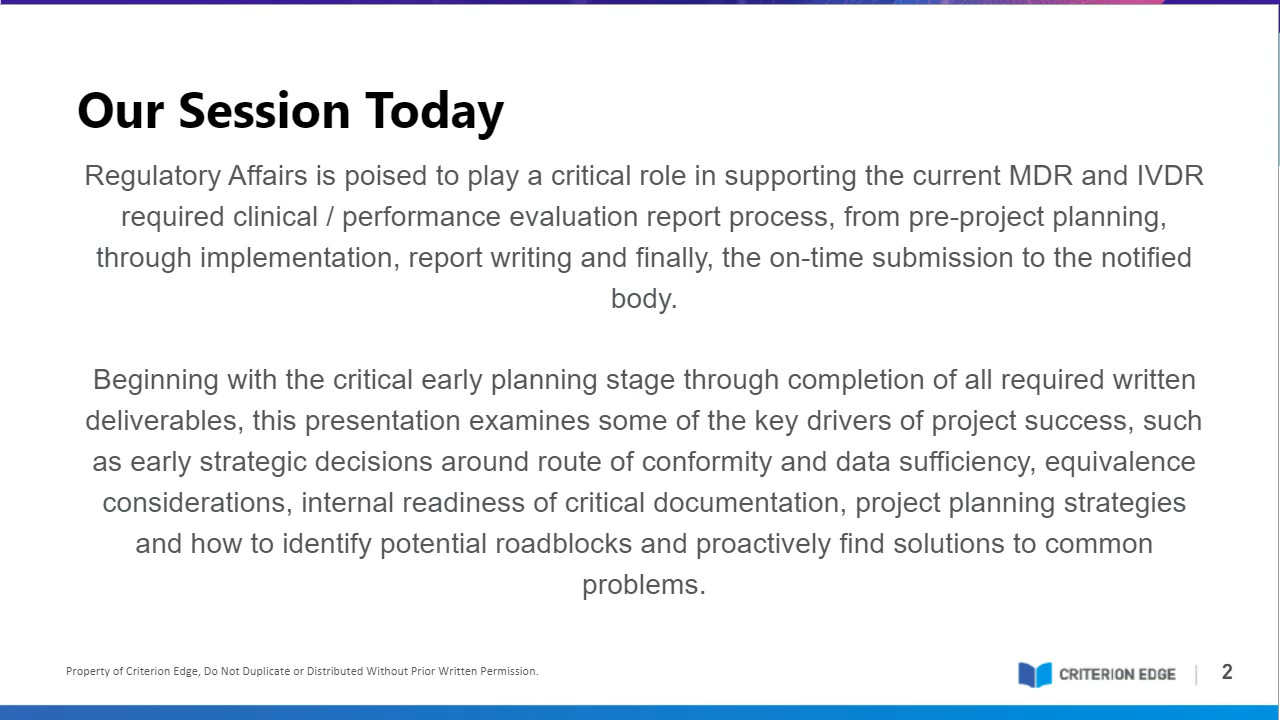 Our Session Today
Regulatory Affairs is poised to play a critical role in supporting the current MDR and IVDR
required clinical / performance evaluation report process, from pre-project planning,
through implementation, report writing and finally, the on-time submission to the notified
body.
Beginning with the critical early planning stage through completion of all required written
deliverables, this presentation examines some of the key drivers of project success, such
as early strategic decisions around route of conformity and data sufficiency, equivalence
considerations, internal readiness of critical documentation, project planning strategies
and how to identify potential roadblocks and proactively find solutions to common
problems.
Property of Criterion Edge, Do Not Duplicate or Distributed Without Prior Written Permission.
CRITERION EDGE | 2